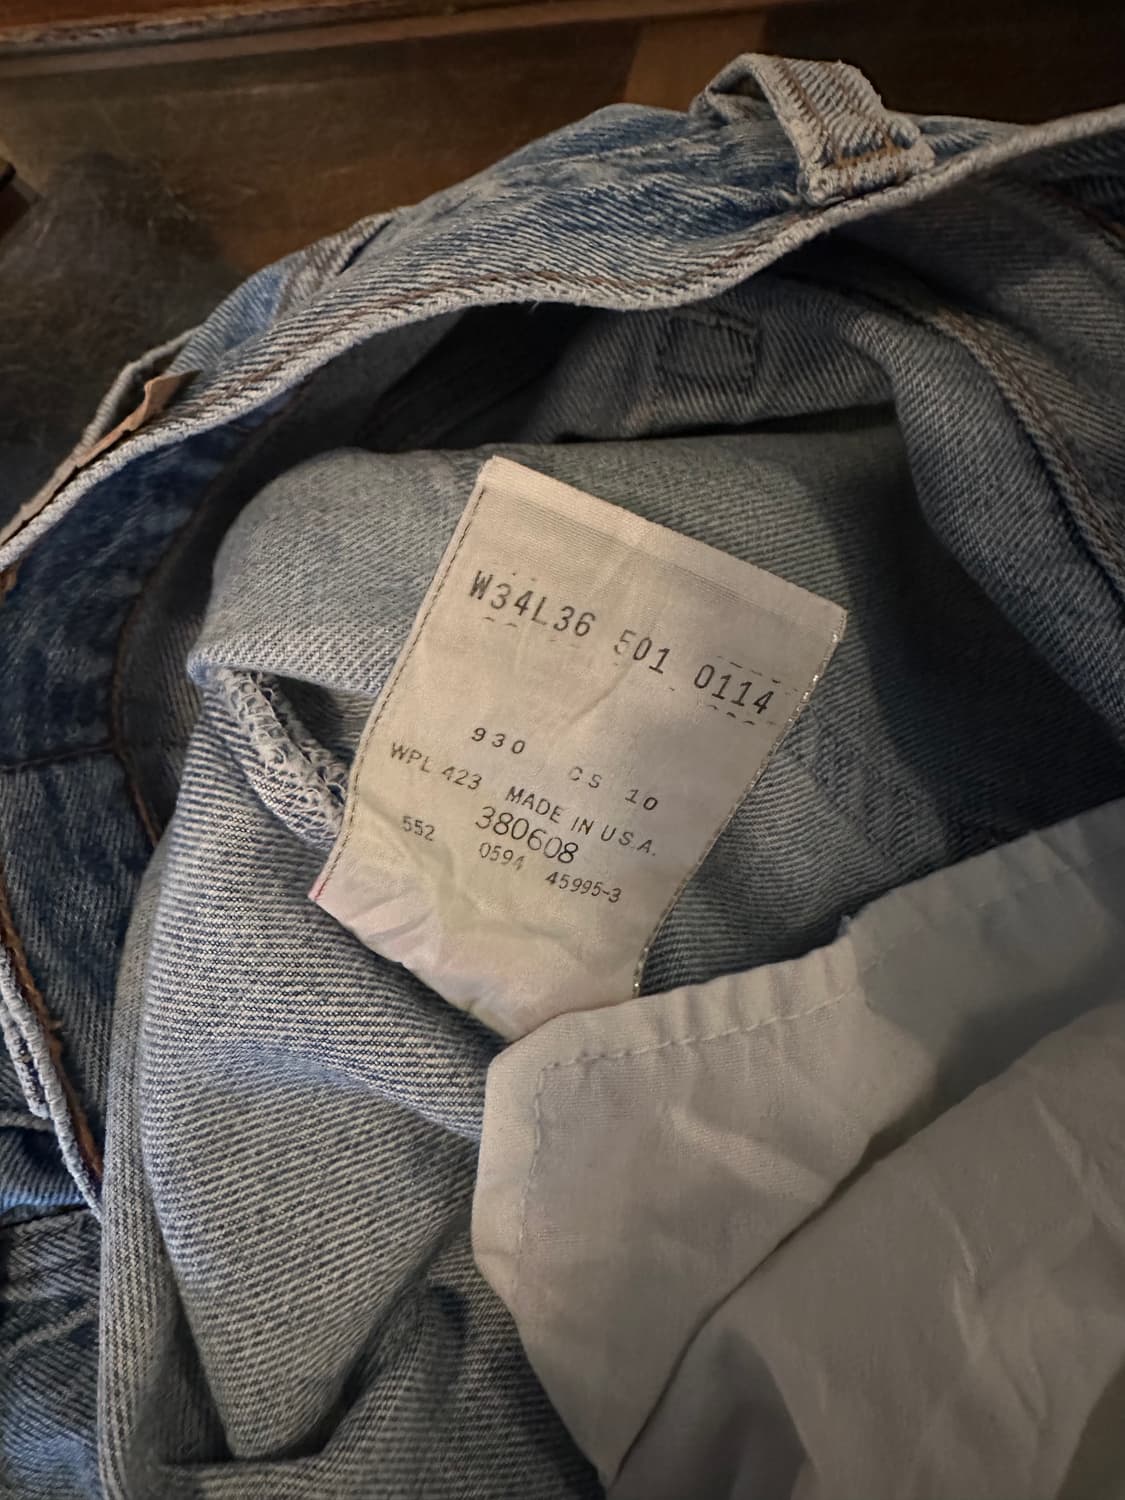 W34L36 501 0114
930 CS 10
WPL 423 MADE IN U.S.A.
380608
552 0594 45995-3